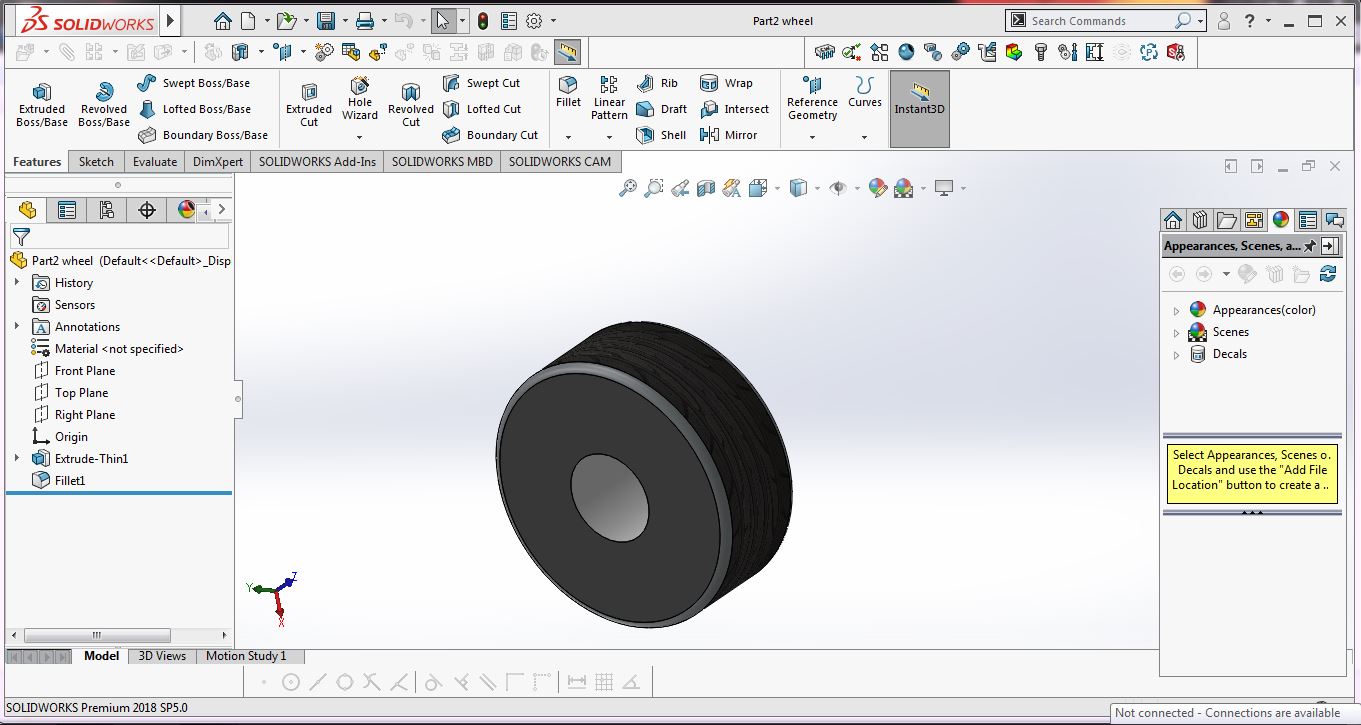 SOLIDWORKS
Part2 wheel
Search Commands
?
Extruded Boss/Base
Revolved Boss/Base
Swept Boss/Base
Lofted Boss/Base
Boundary Boss/Base
Extruded Cut
Hole Wizard
Revolved Cut
Swept Cut
Lofted Cut
Boundary Cut
Fillet
Linear Pattern
Rib
Draft
Shell
Wrap
Intersect
Mirror
Reference Geometry
Curves
Instant3D
Features
Sketch
Evaluate
DimXpert
SOLIDWORKS Add-Ins
SOLIDWORKS MBD
SOLIDWORKS CAM
Part2 wheel (Default<<Default>_Disp
History
Sensors
Annotations
Material <not specified>
Front Plane
Top Plane
Right Plane
Origin
Extrude-Thin1
Fillet1
Appearances, Scenes, a...
Appearances(color)
Scenes
Decals
Select Appearances, Scenes o.
Decals and use the "Add File
Location" button to create a ..
Y
Z
X
Model
3D Views
Motion Study 1
SOLIDWORKS Premium 2018 SP5.0
Not connected - Connections are available